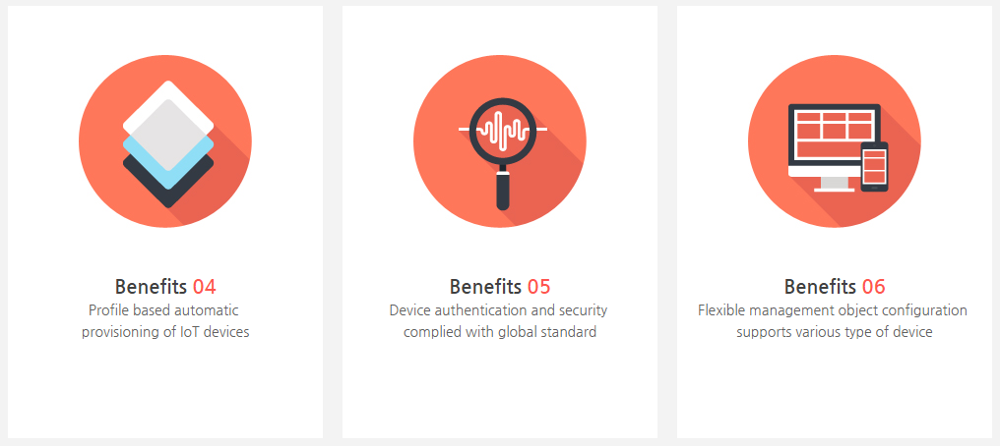 Benefits 04
Profile based automatic
provisioning of IoT devices
Benefits 05
Device authentication and security
complied with global standard
Benefits 06
Flexible management object configuration
supports various type of device